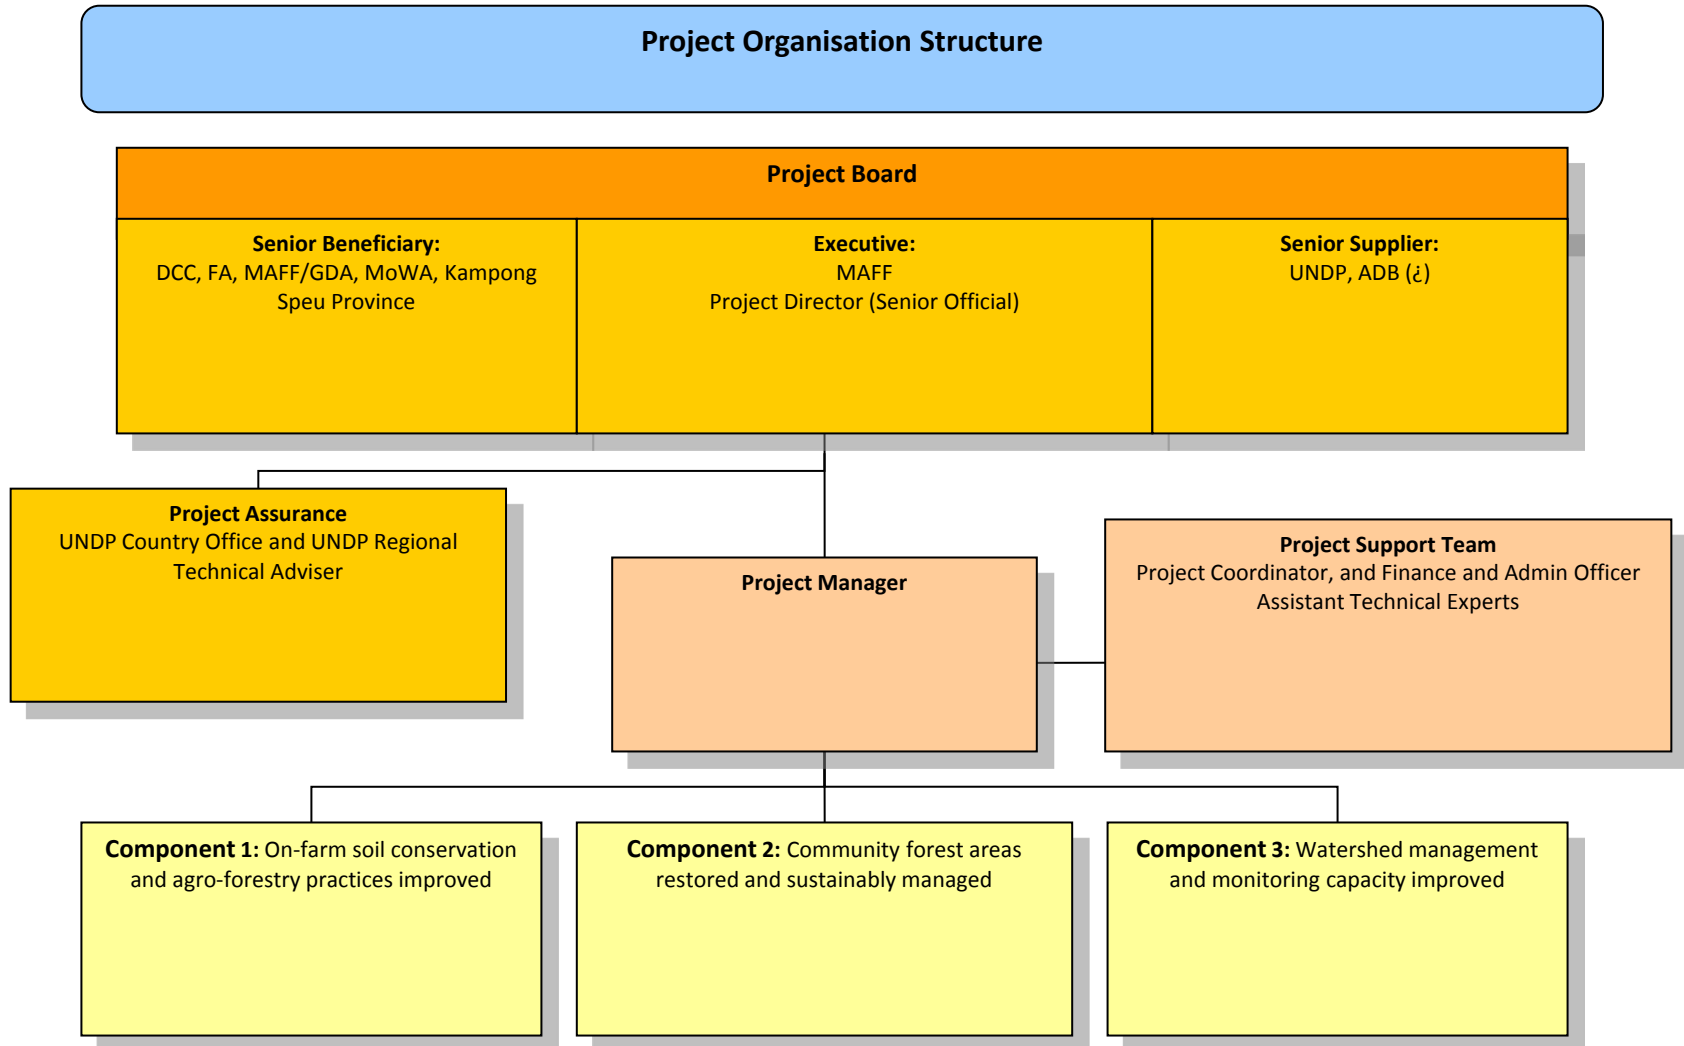 Project Organisation Structure
Project Board
Senior Beneficiary:
DCC, FA, MAFF/GDA, MoWA, Kampong
Speu Province
Executive:
MAFF
Project Director (Senior Official)
Senior Supplier:
UNDP, ADB (¿)
Project Assurance
UNDP Country Office and UNDP Regional
Technical Adviser
Project Manager
Project Support Team
Project Coordinator, and Finance and Admin Officer
Assistant Technical Experts
Component 1: On-farm soil conservation
and agro-forestry practices improved
Component 2: Community forest areas
restored and sustainably managed
Component 3: Watershed management
and monitoring capacity improved